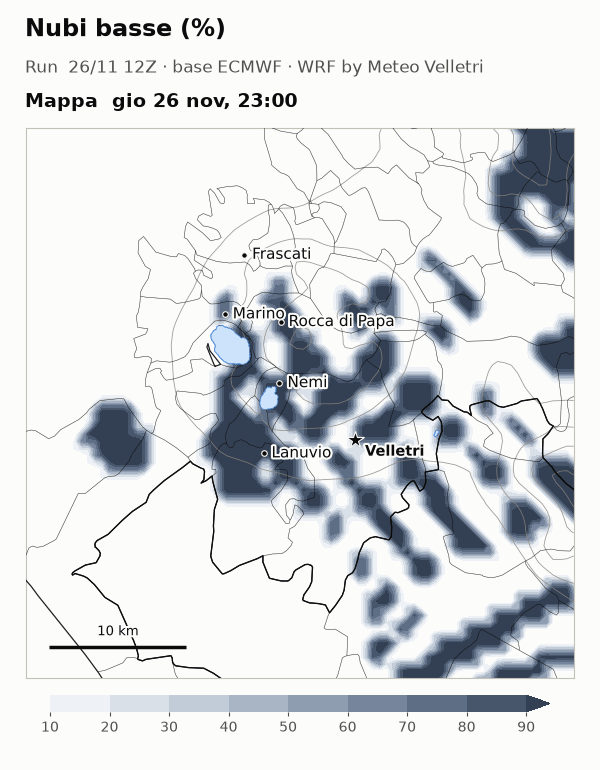 Nubi basse (%)
Run  26/11 12Z · base ECMWF · WRF by Meteo Velletri
Mappa  gio 26 nov, 23:00
Frascati
Marino
Rocca di Papa
Nemi
Velletri
Lanuvio
10 km
10 20 30 40 50 60 70 80 90